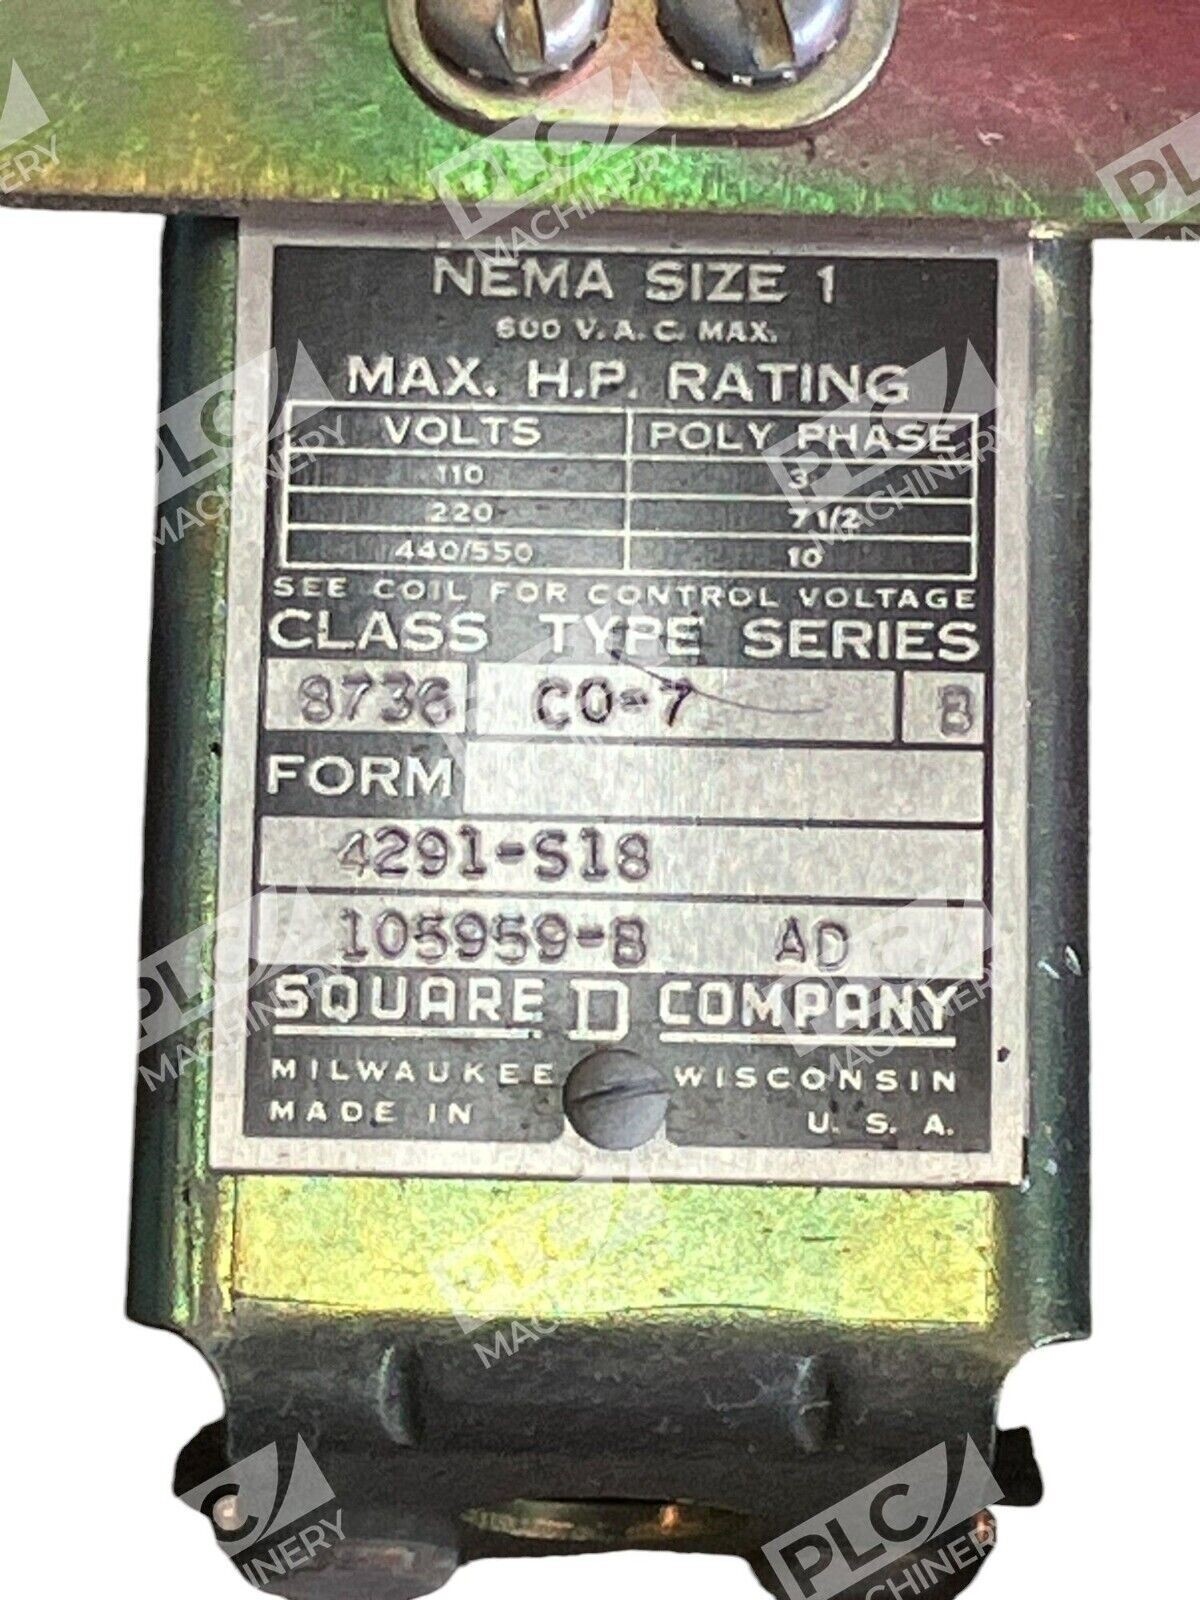 NEMA SIZE 1
600 V. A. C. MAX.
MAX. H.P. RATING
VOLTS POLY PHASE
110 3
220 7 1/2
440/550 10
SEE COIL FOR CONTROL VOLTAGE
CLASS TYPE SERIES
8736 CO-7 B
FORM
4291-S18
105959-B AD
SQUARE D COMPANY
MILWAUKEE WISCONSIN
MADE IN U. S. A.
PLC MACHINERY